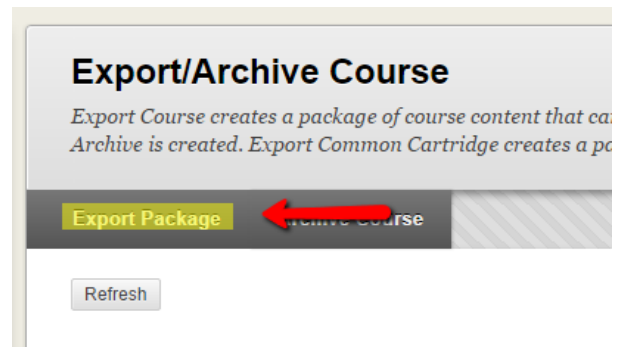 Export/Archive Course
Export Course creates a package of course content that ca
Archive is created. Export Common Cartridge creates a pa
Export Package Archive Course
Refresh